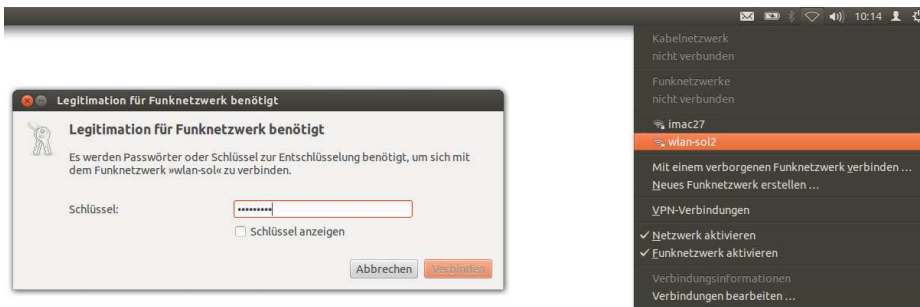 10:14
Legitimation für Funknetzwerk benötigt
Legitimation für Funknetzwerk benötigt
Es werden Passwörter oder Schlüssel zur Entschlüsselung benötigt, um sich mit
dem Funknetzwerk »wlan-sol« zu verbinden.
Schlüssel:
Schlüssel anzeigen
Abbrechen
Verbinden
Kabelnetzwerk
nicht verbunden
Funknetzwerke
nicht verbunden
imac27
wlan-sol2
Mit einem verborgenen Funknetzwerk verbinden ...
Neues Funknetzwerk erstellen ...
VPN-Verbindungen
Netzwerk aktivieren
Funknetzwerk aktivieren
Verbindungsinformationen
Verbindungen bearbeiten ...